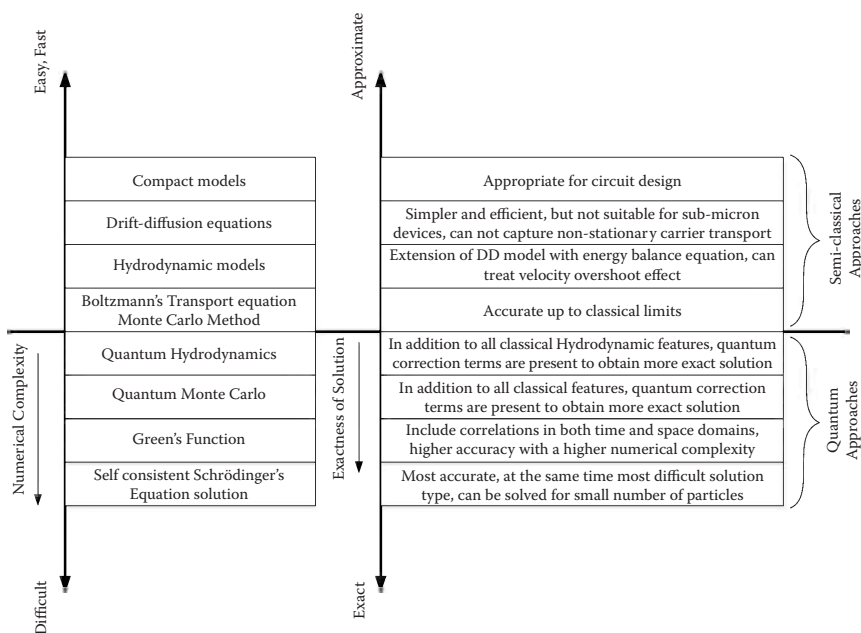 Easy, Fast
Approximate
Compact models
Appropriate for circuit design
Drift-diffusion equations
Simpler and efficient, but not suitable for sub-micron
devices, can not capture non-stationary carrier transport
Hydrodynamic models
Extension of DD model with energy balance equation, can
treat velocity overshoot effect
Boltzmann's Transport equation
Monte Carlo Method
Accurate up to classical limits
Semi-classical
Approaches
Numerical Complexity
Quantum Hydrodynamics
Exactness of Solution
In addition to all classical Hydrodynamic features, quantum
correction terms are present to obtain more exact solution
Quantum Monte Carlo
In addition to all classical features, quantum correction
terms are present to obtain more exact solution
Green's Function
Include correlations in both time and space domains,
higher accuracy with a higher numerical complexity
Self consistent Schrödinger's
Equation solution
Most accurate, at the same time most difficult solution
type, can be solved for small number of particles
Quantum
Approaches
Difficult
Exact